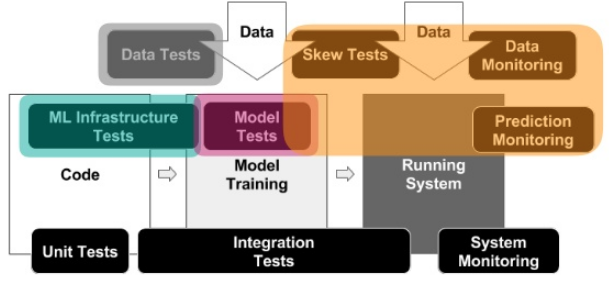 Data
Data
Data Tests
Skew Tests
Data
Monitoring
ML Infrastructure
Tests
Model
Tests
Prediction
Monitoring
Code
Model
Training
Running
System
Unit Tests
Integration
Tests
System
Monitoring